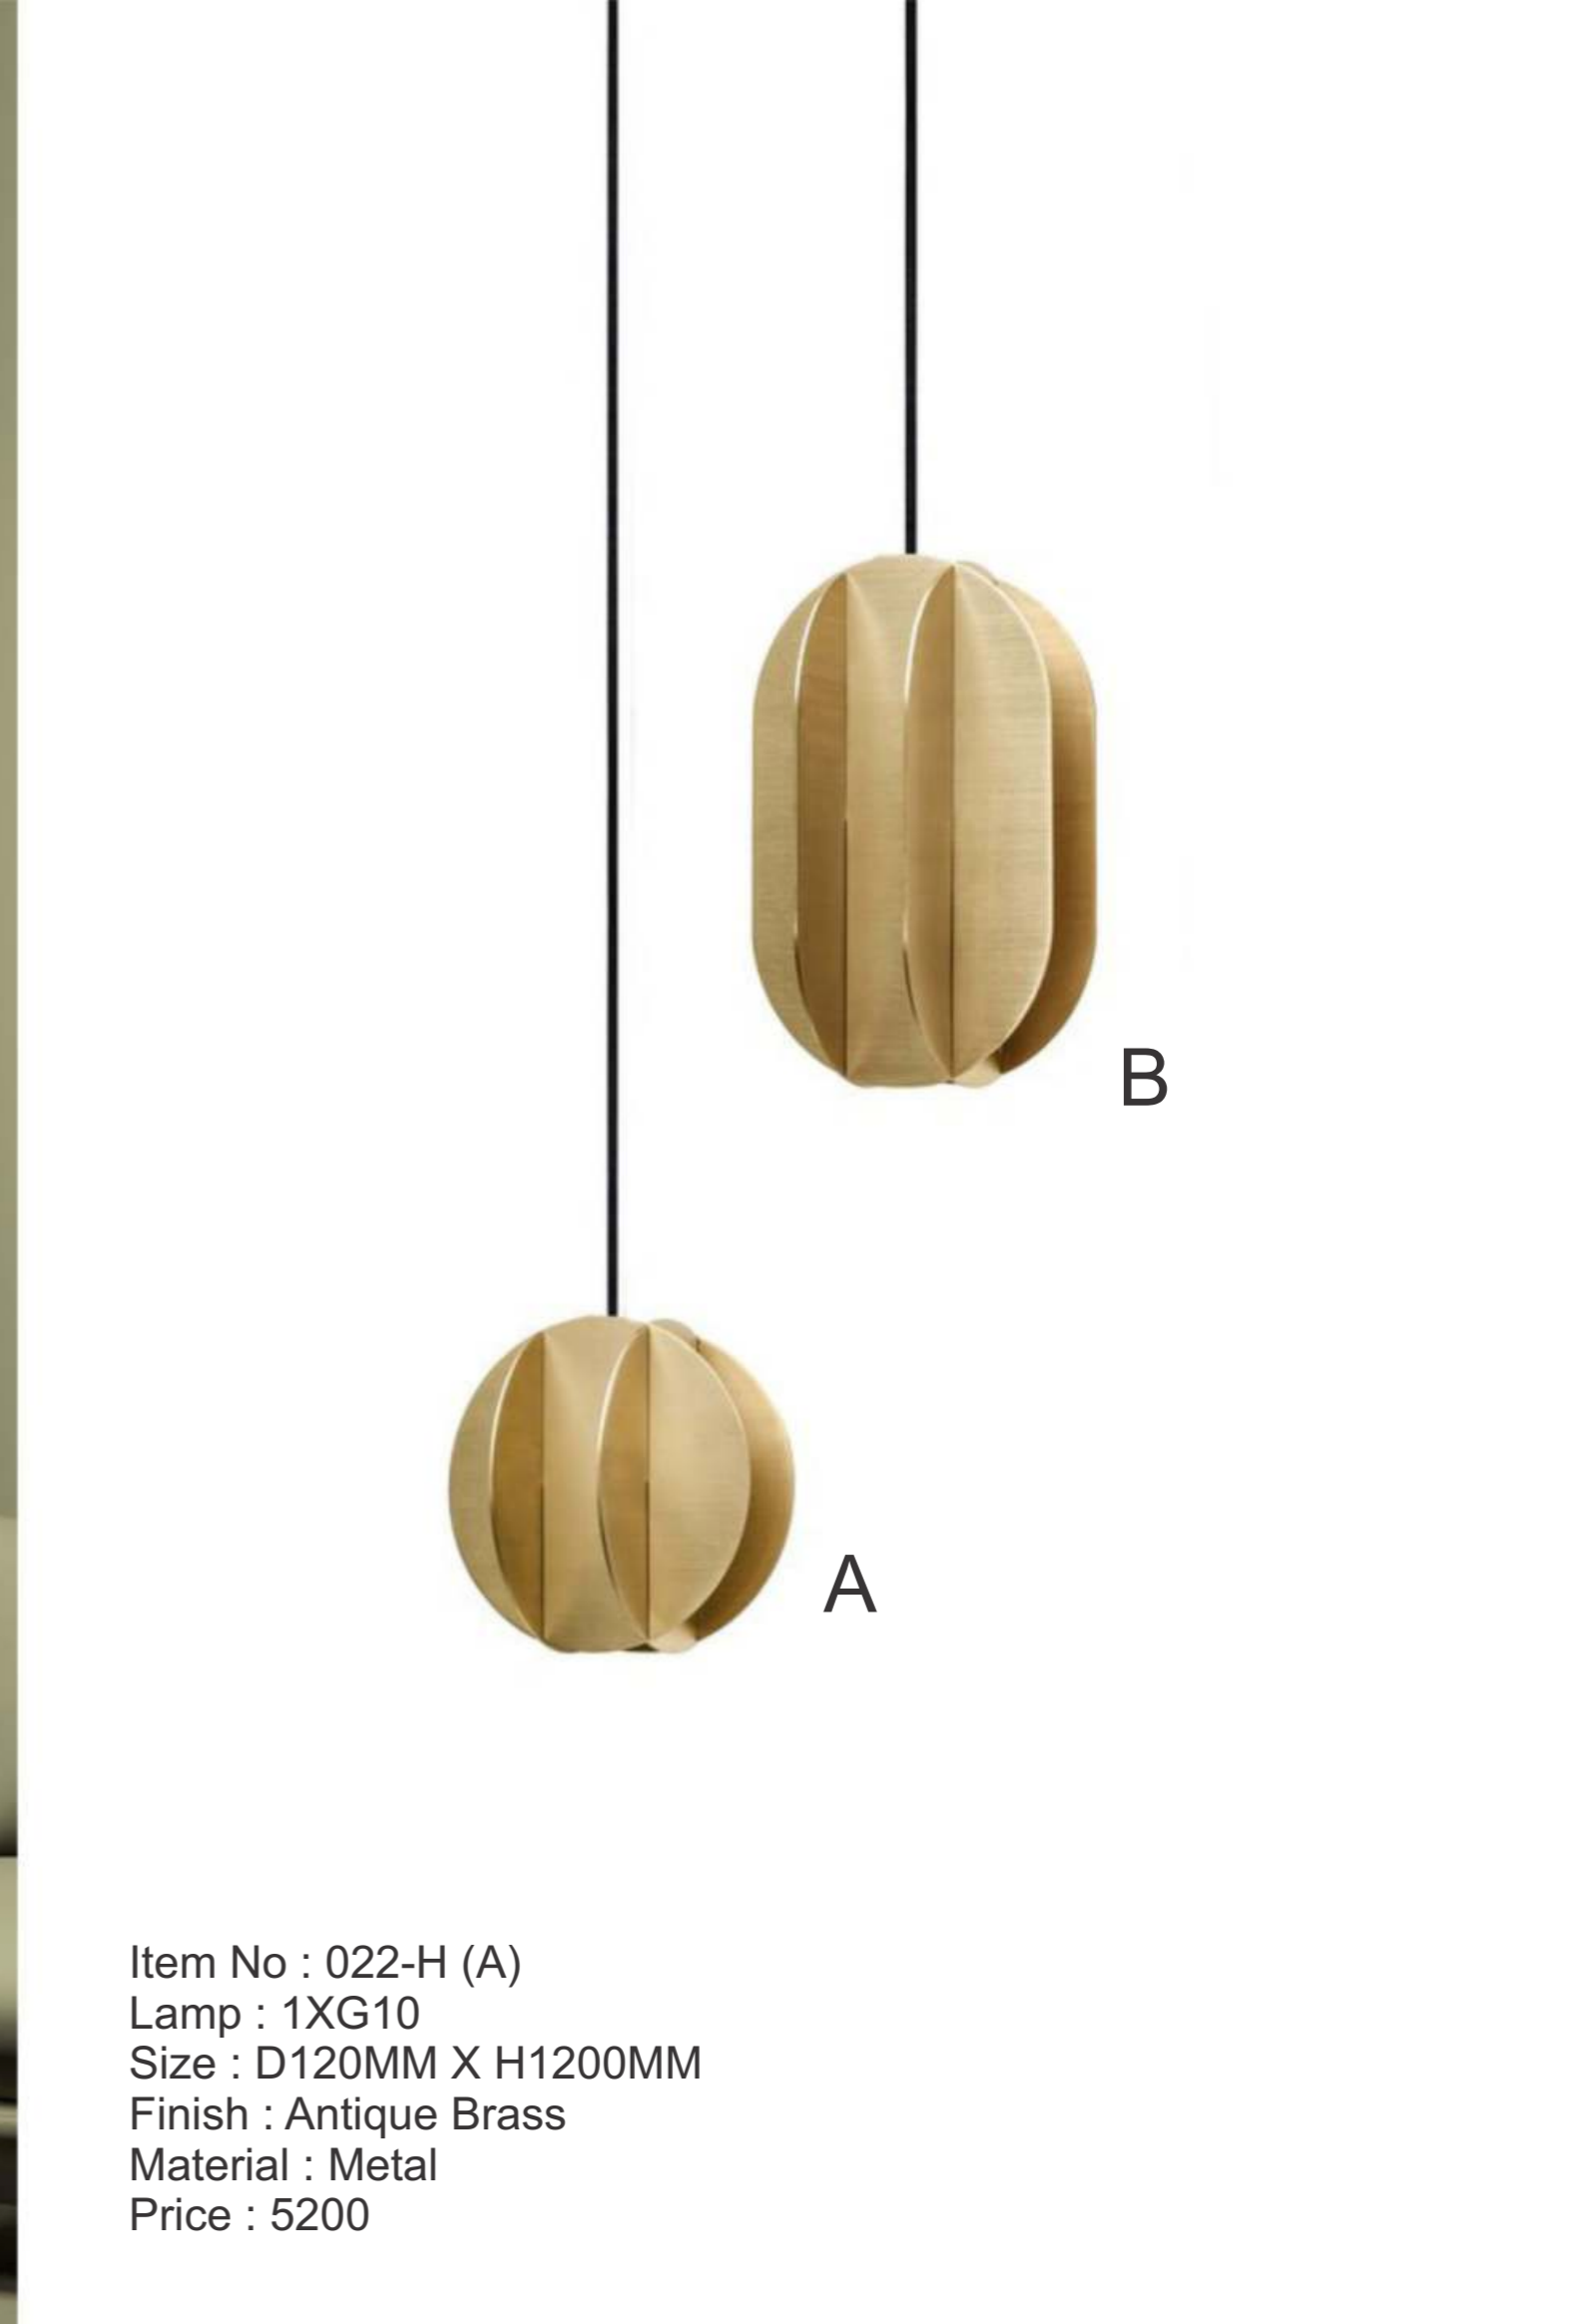 B
A
Item No : 022-H (A)
Lamp : 1XG10
Size : D120MM X H1200MM
Finish : Antique Brass
Material : Metal
Price : 5200